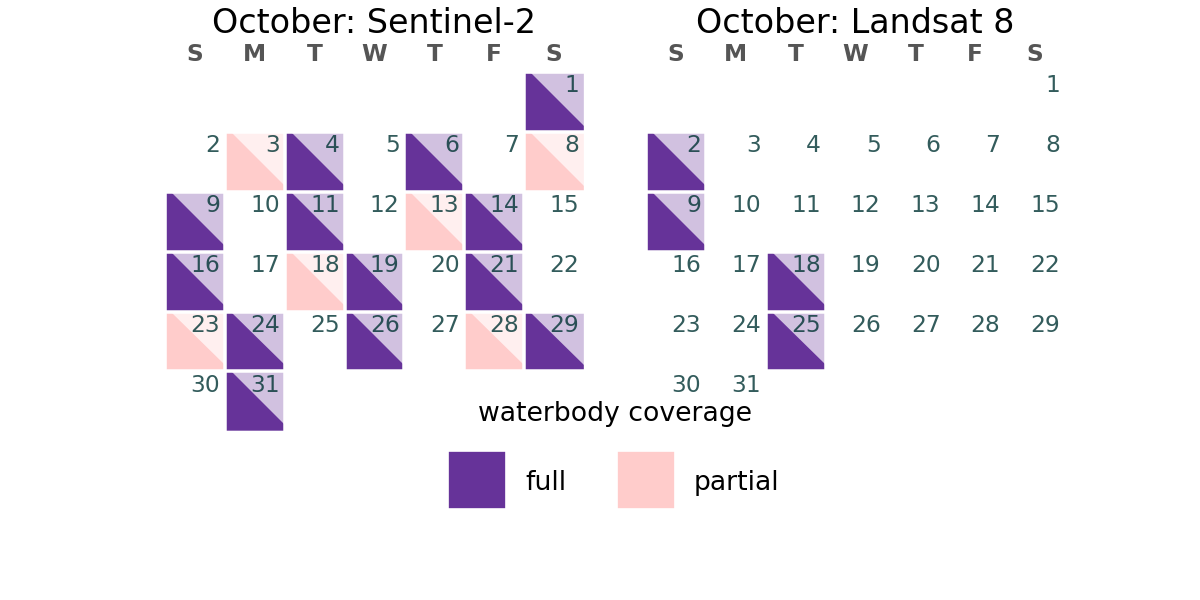 October: Sentinel-2
S M T W T F S
1
2 3 4 5 6 7 8
9 10 11 12 13 14 15
16 17 18 19 20 21 22
23 24 25 26 27 28 29
30 31
October: Landsat 8
S M T W T F S
1
2 3 4 5 6 7 8
9 10 11 12 13 14 15
16 17 18 19 20 21 22
23 24 25 26 27 28 29
30 31
waterbody coverage
full partial